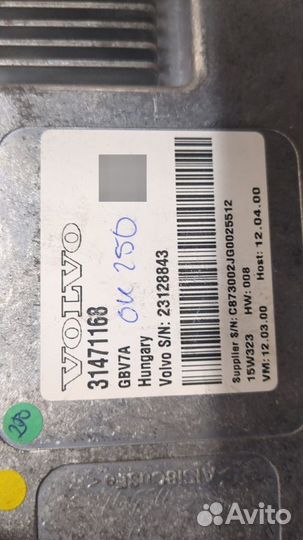 VOLVO
31471168
GBV7A
OK 250
Hungary
Volvo S/N: 23128843
Supplier S/N: C873002JG0025512
15W323 HW: 008
VM: 12.03.00 Host: 12.04.00
Avito